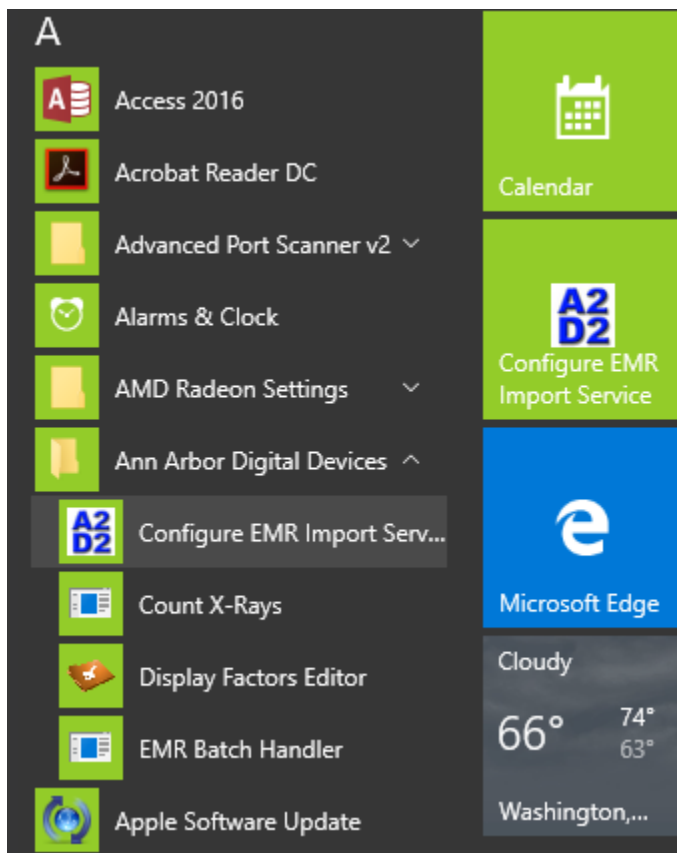 A
Access 2016
Acrobat Reader DC
Advanced Port Scanner v2
Alarms & Clock
AMD Radeon Settings
Ann Arbor Digital Devices
A2
D2
Configure EMR Import Serv...
Count X-Rays
Display Factors Editor
EMR Batch Handler
Apple Software Update
Calendar
A2
D2
Configure EMR
Import Service
Microsoft Edge
Cloudy
66° 74°
63°
Washington,...